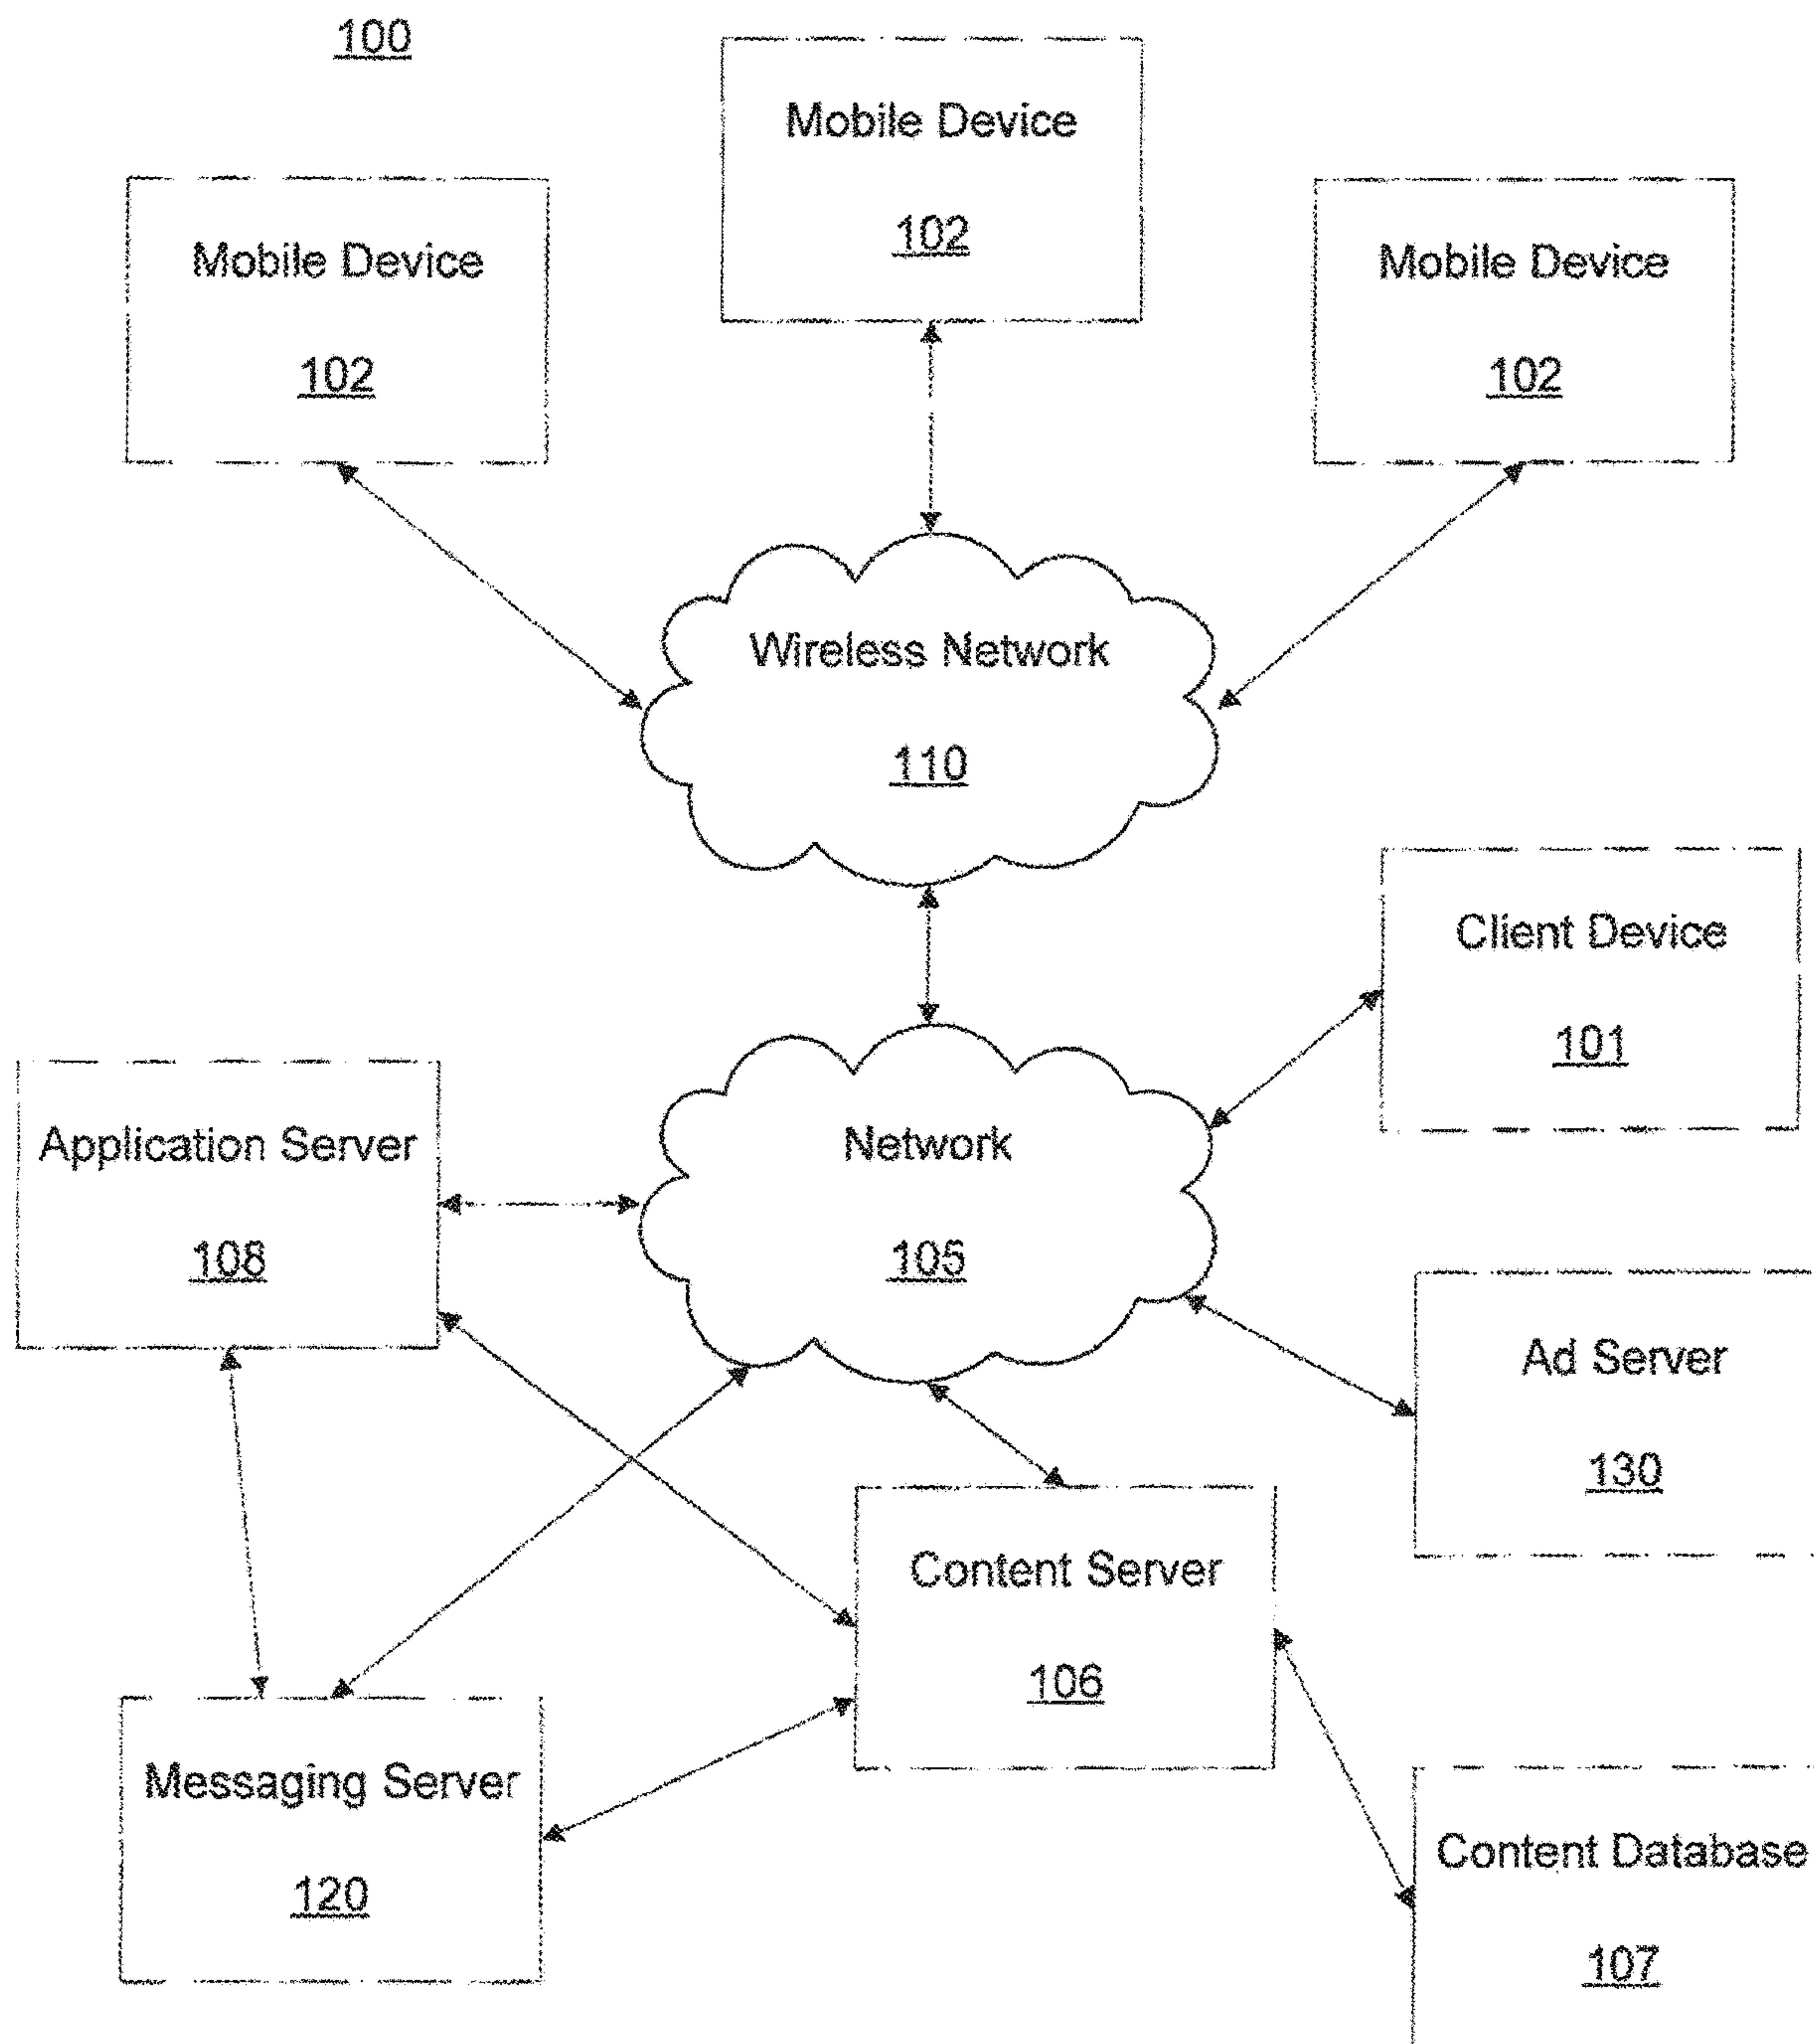 100
Mobile Device
102
Mobile Device
102
Mobile Device
102
Wireless Network
110
Client Device
101
Application Server
108
Network
105
Ad Server
130
Content Server
106
Messaging Server
120
Content Database
107